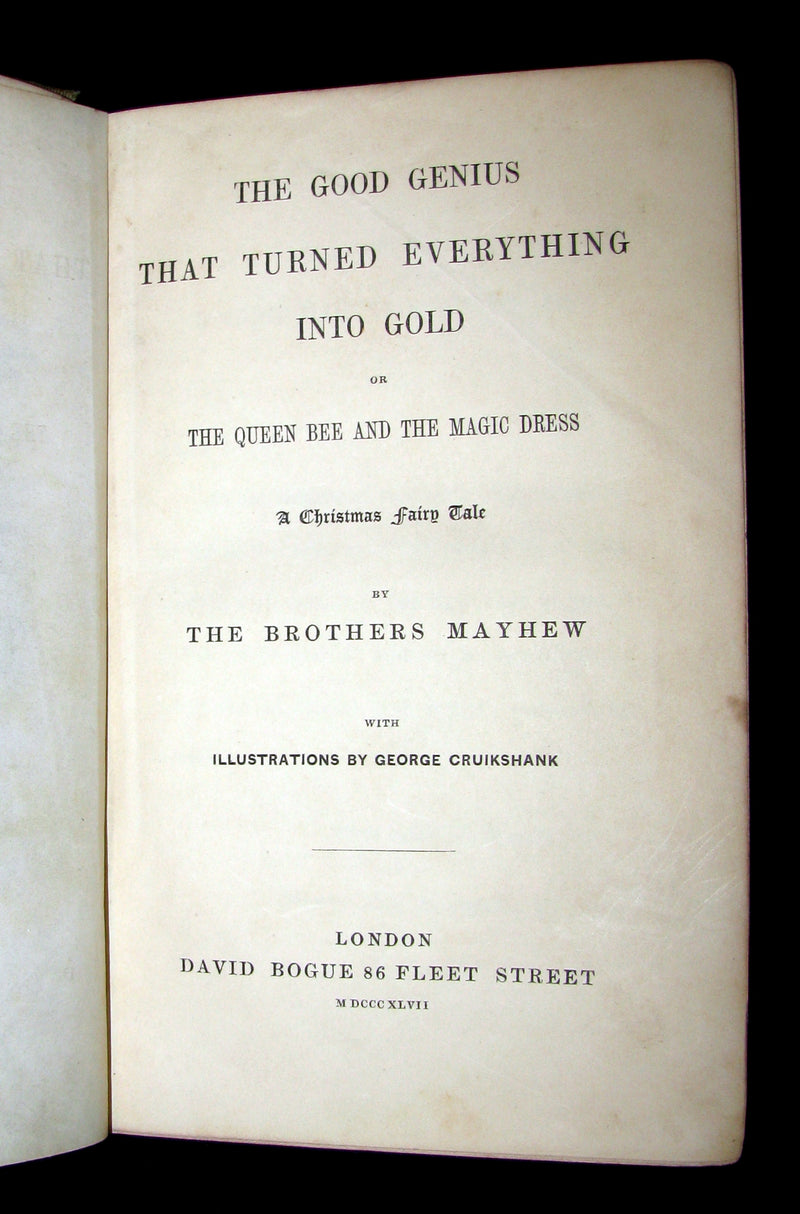 THE GOOD GENIUS
THAT TURNED EVERYTHING
INTO GOLD
OR
THE QUEEN BEE AND THE MAGIC DRESS
A Christmas Fairy Tale
BY
THE BROTHERS MAYHEW
WITH
ILLUSTRATIONS BY GEORGE CRUIKSHANK
LONDON
DAVID BOGUE 86 FLEET STREET
M DCCC XLVII